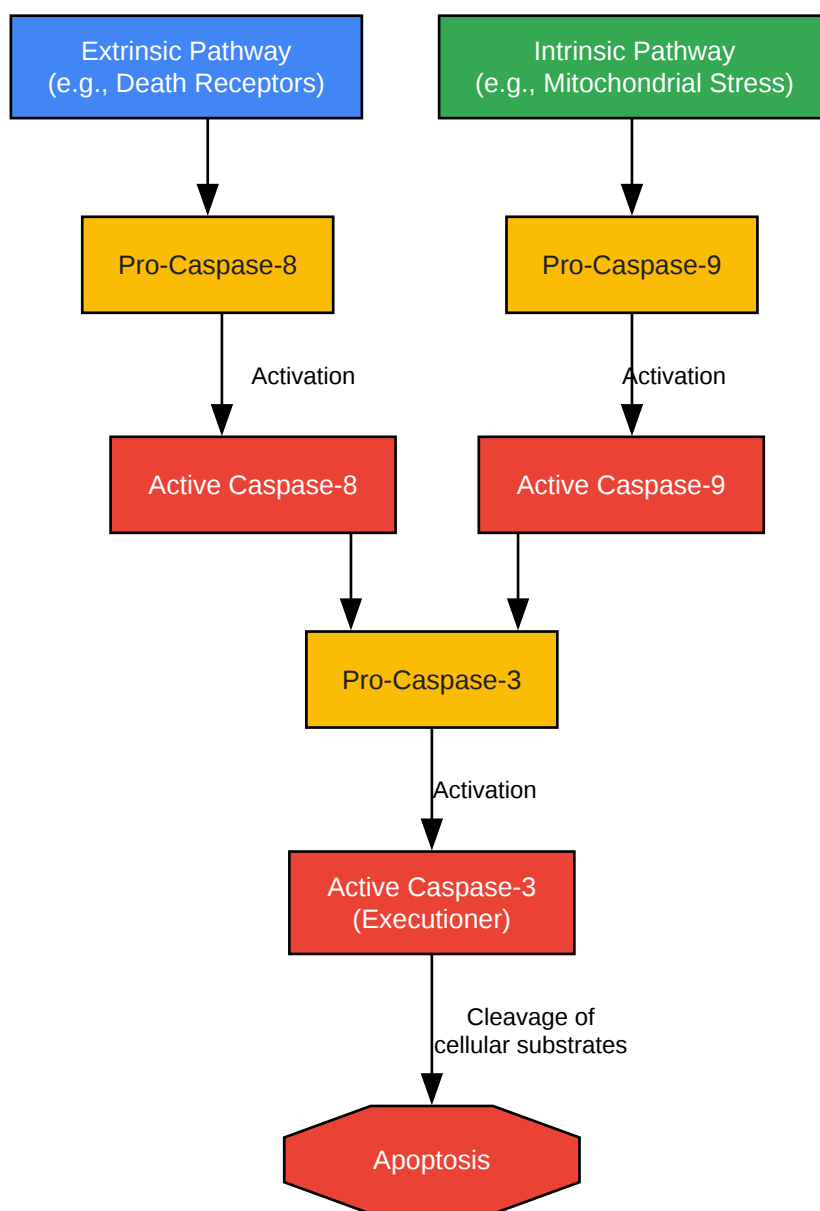 Extrinsic Pathway
(e.g., Death Receptors)
Intrinsic Pathway
(e.g., Mitochondrial Stress)
Pro-Caspase-8
Pro-Caspase-9
Activation
Activation
Active Caspase-8
Active Caspase-9
Pro-Caspase-3
Activation
Active Caspase-3
(Executioner)
Cleavage of
cellular substrates
Apoptosis